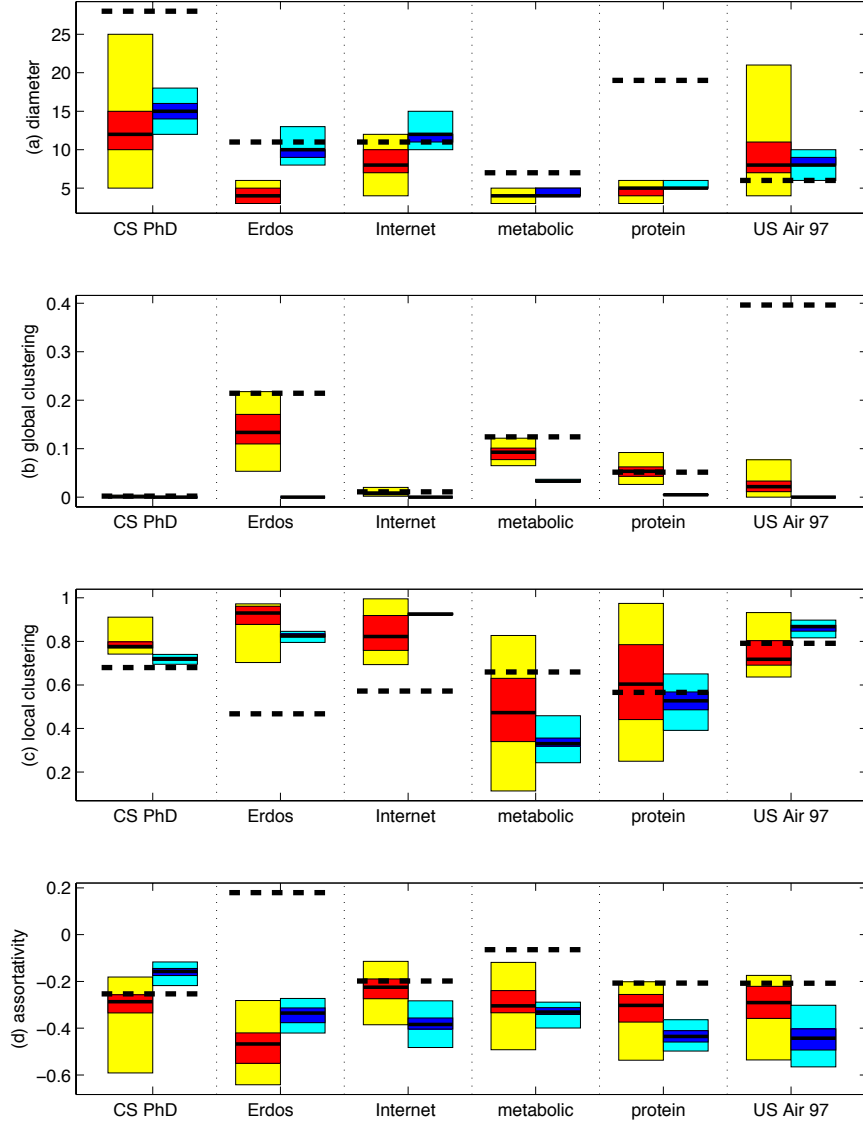 (a) diameter
25
20
15
10
5
CS PhD Erdos Internet metabolic protein US Air 97
(b) global clustering
0.4
0.3
0.2
0.1
0
CS PhD Erdos Internet metabolic protein US Air 97
(c) local clustering
1
0.8
0.6
0.4
0.2
CS PhD Erdos Internet metabolic protein US Air 97
(d) assortativity
0.2
0
−0.2
−0.4
−0.6
CS PhD Erdos Internet metabolic protein US Air 97